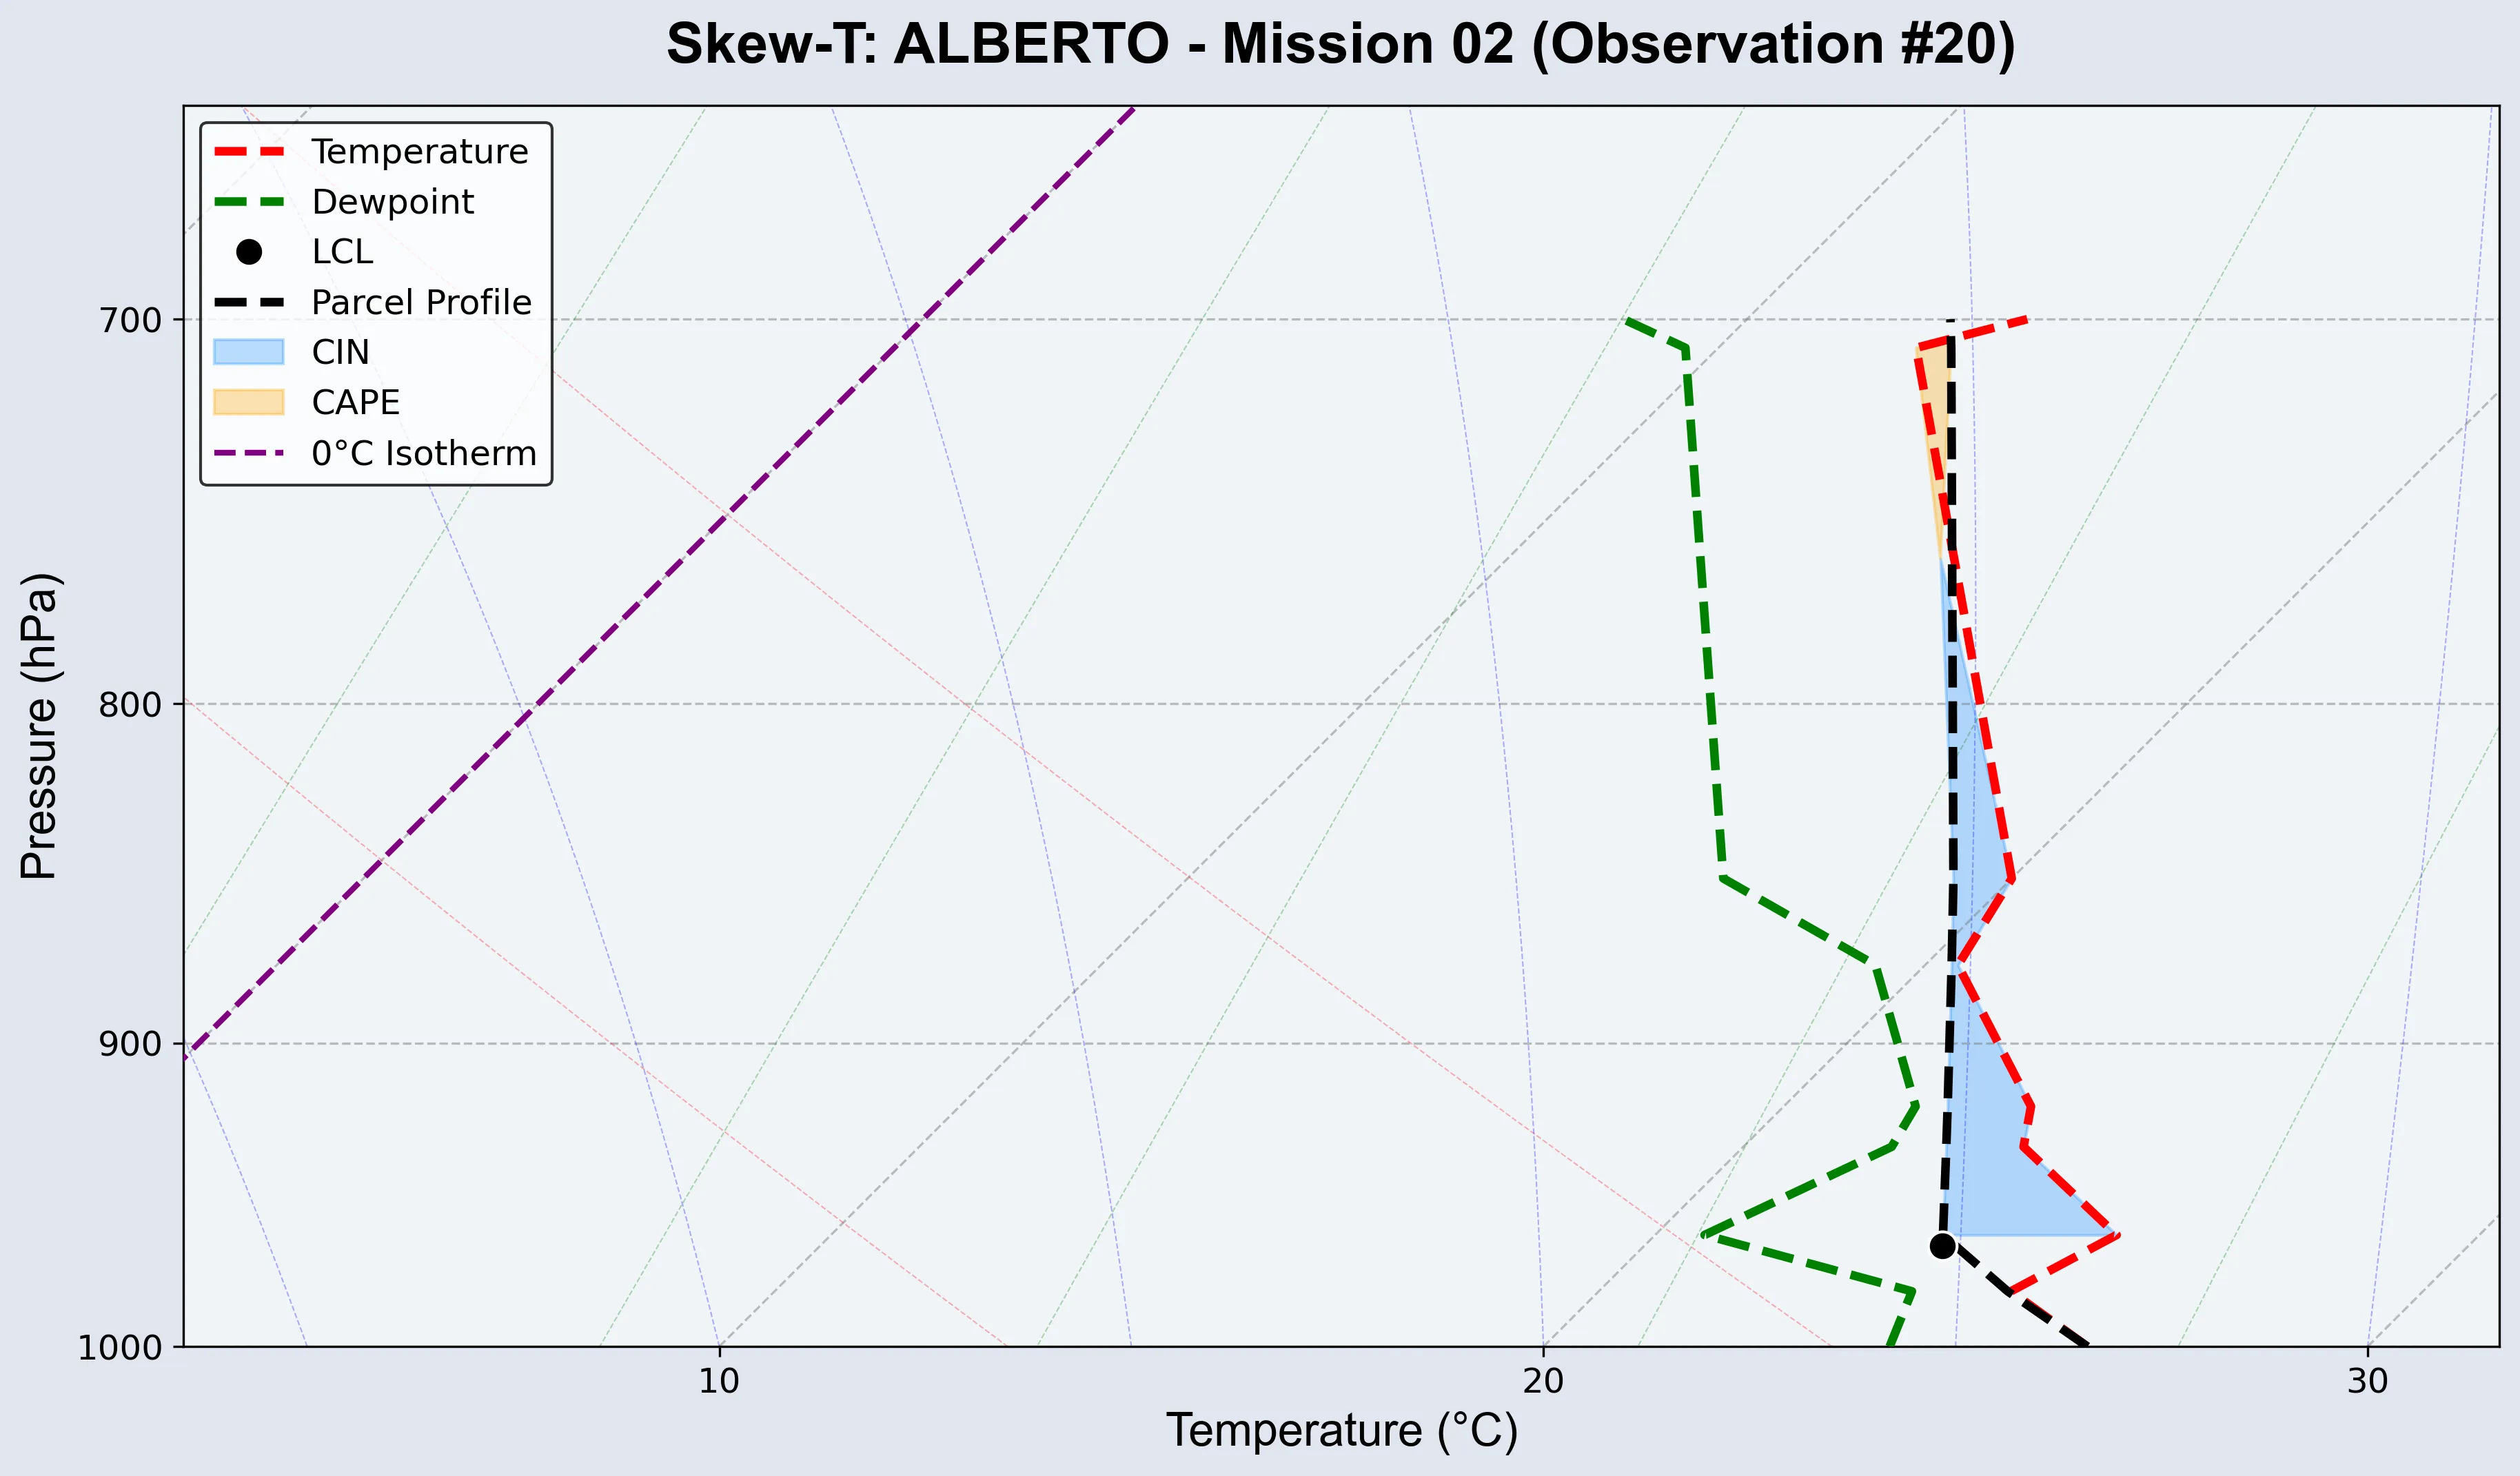 Skew-T: ALBERTO - Mission 02 (Observation #20)
Temperature
Dewpoint
LCL
Parcel Profile
CIN
CAPE
0°C Isotherm
Pressure (hPa)
700
800
900
1000
10 20 30
Temperature (°C)